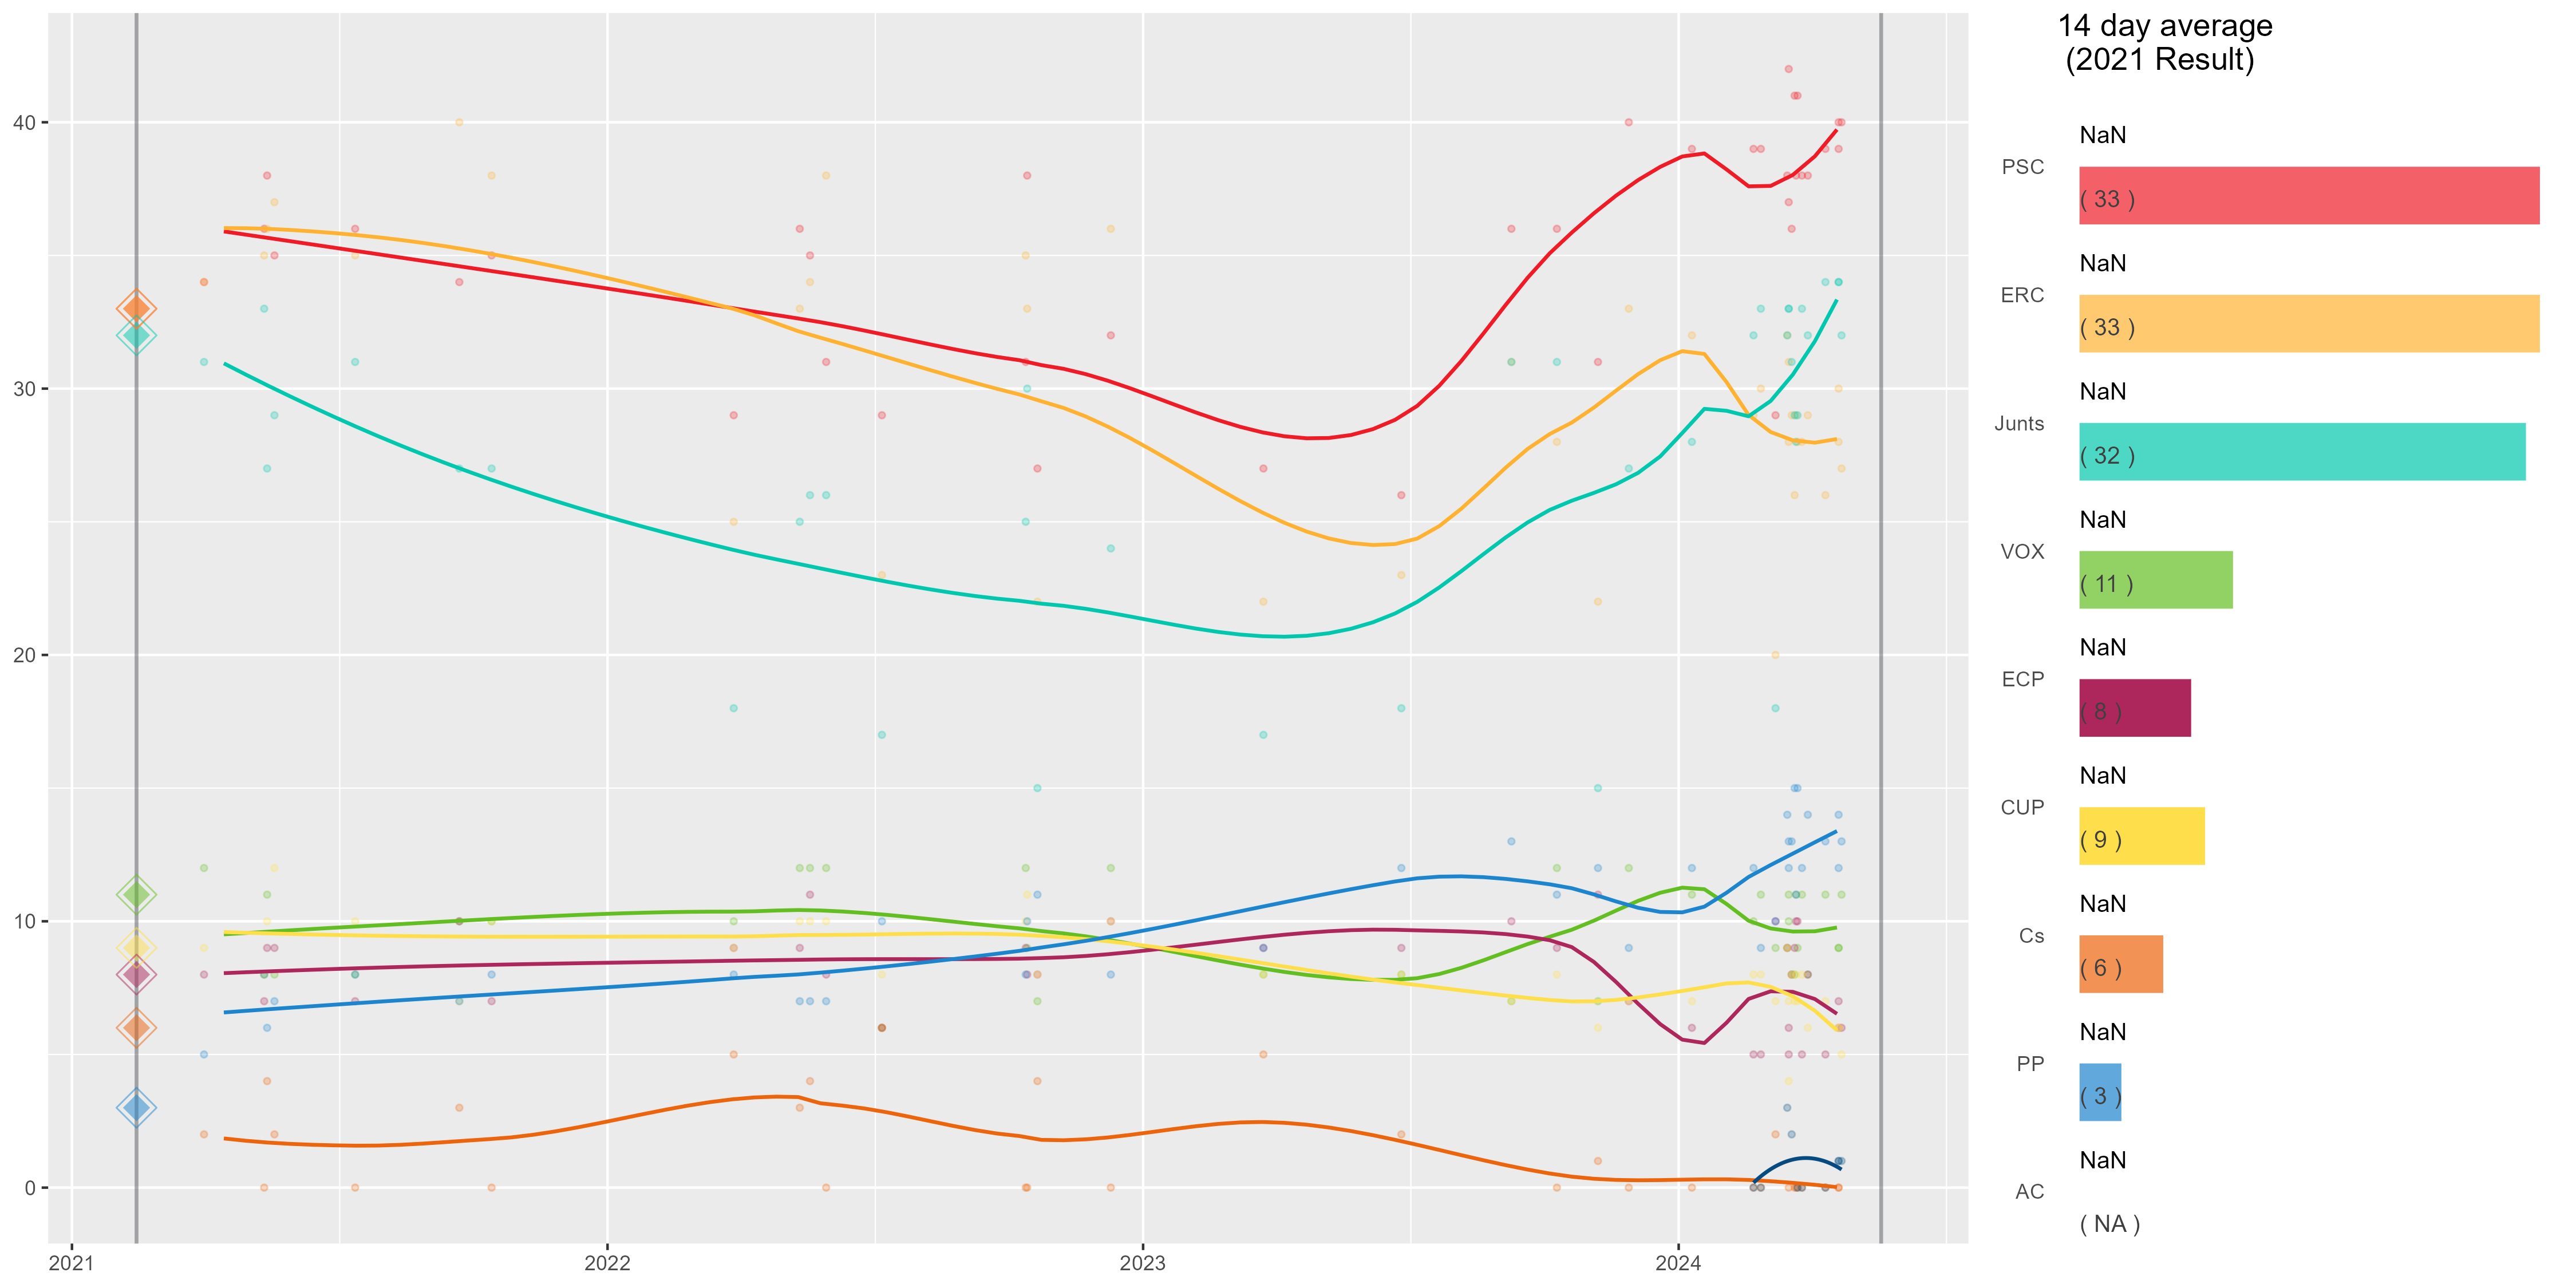 14 day average
(2021 Result)
40
30
20
10
0
2021
2022
2023
2024
NaN
PSC
( 33 )
NaN
ERC
( 33 )
NaN
Junts
( 32 )
NaN
VOX
( 11 )
NaN
ECP
( 8 )
NaN
CUP
( 9 )
NaN
Cs
( 6 )
NaN
PP
( 3 )
NaN
AC
( NA )